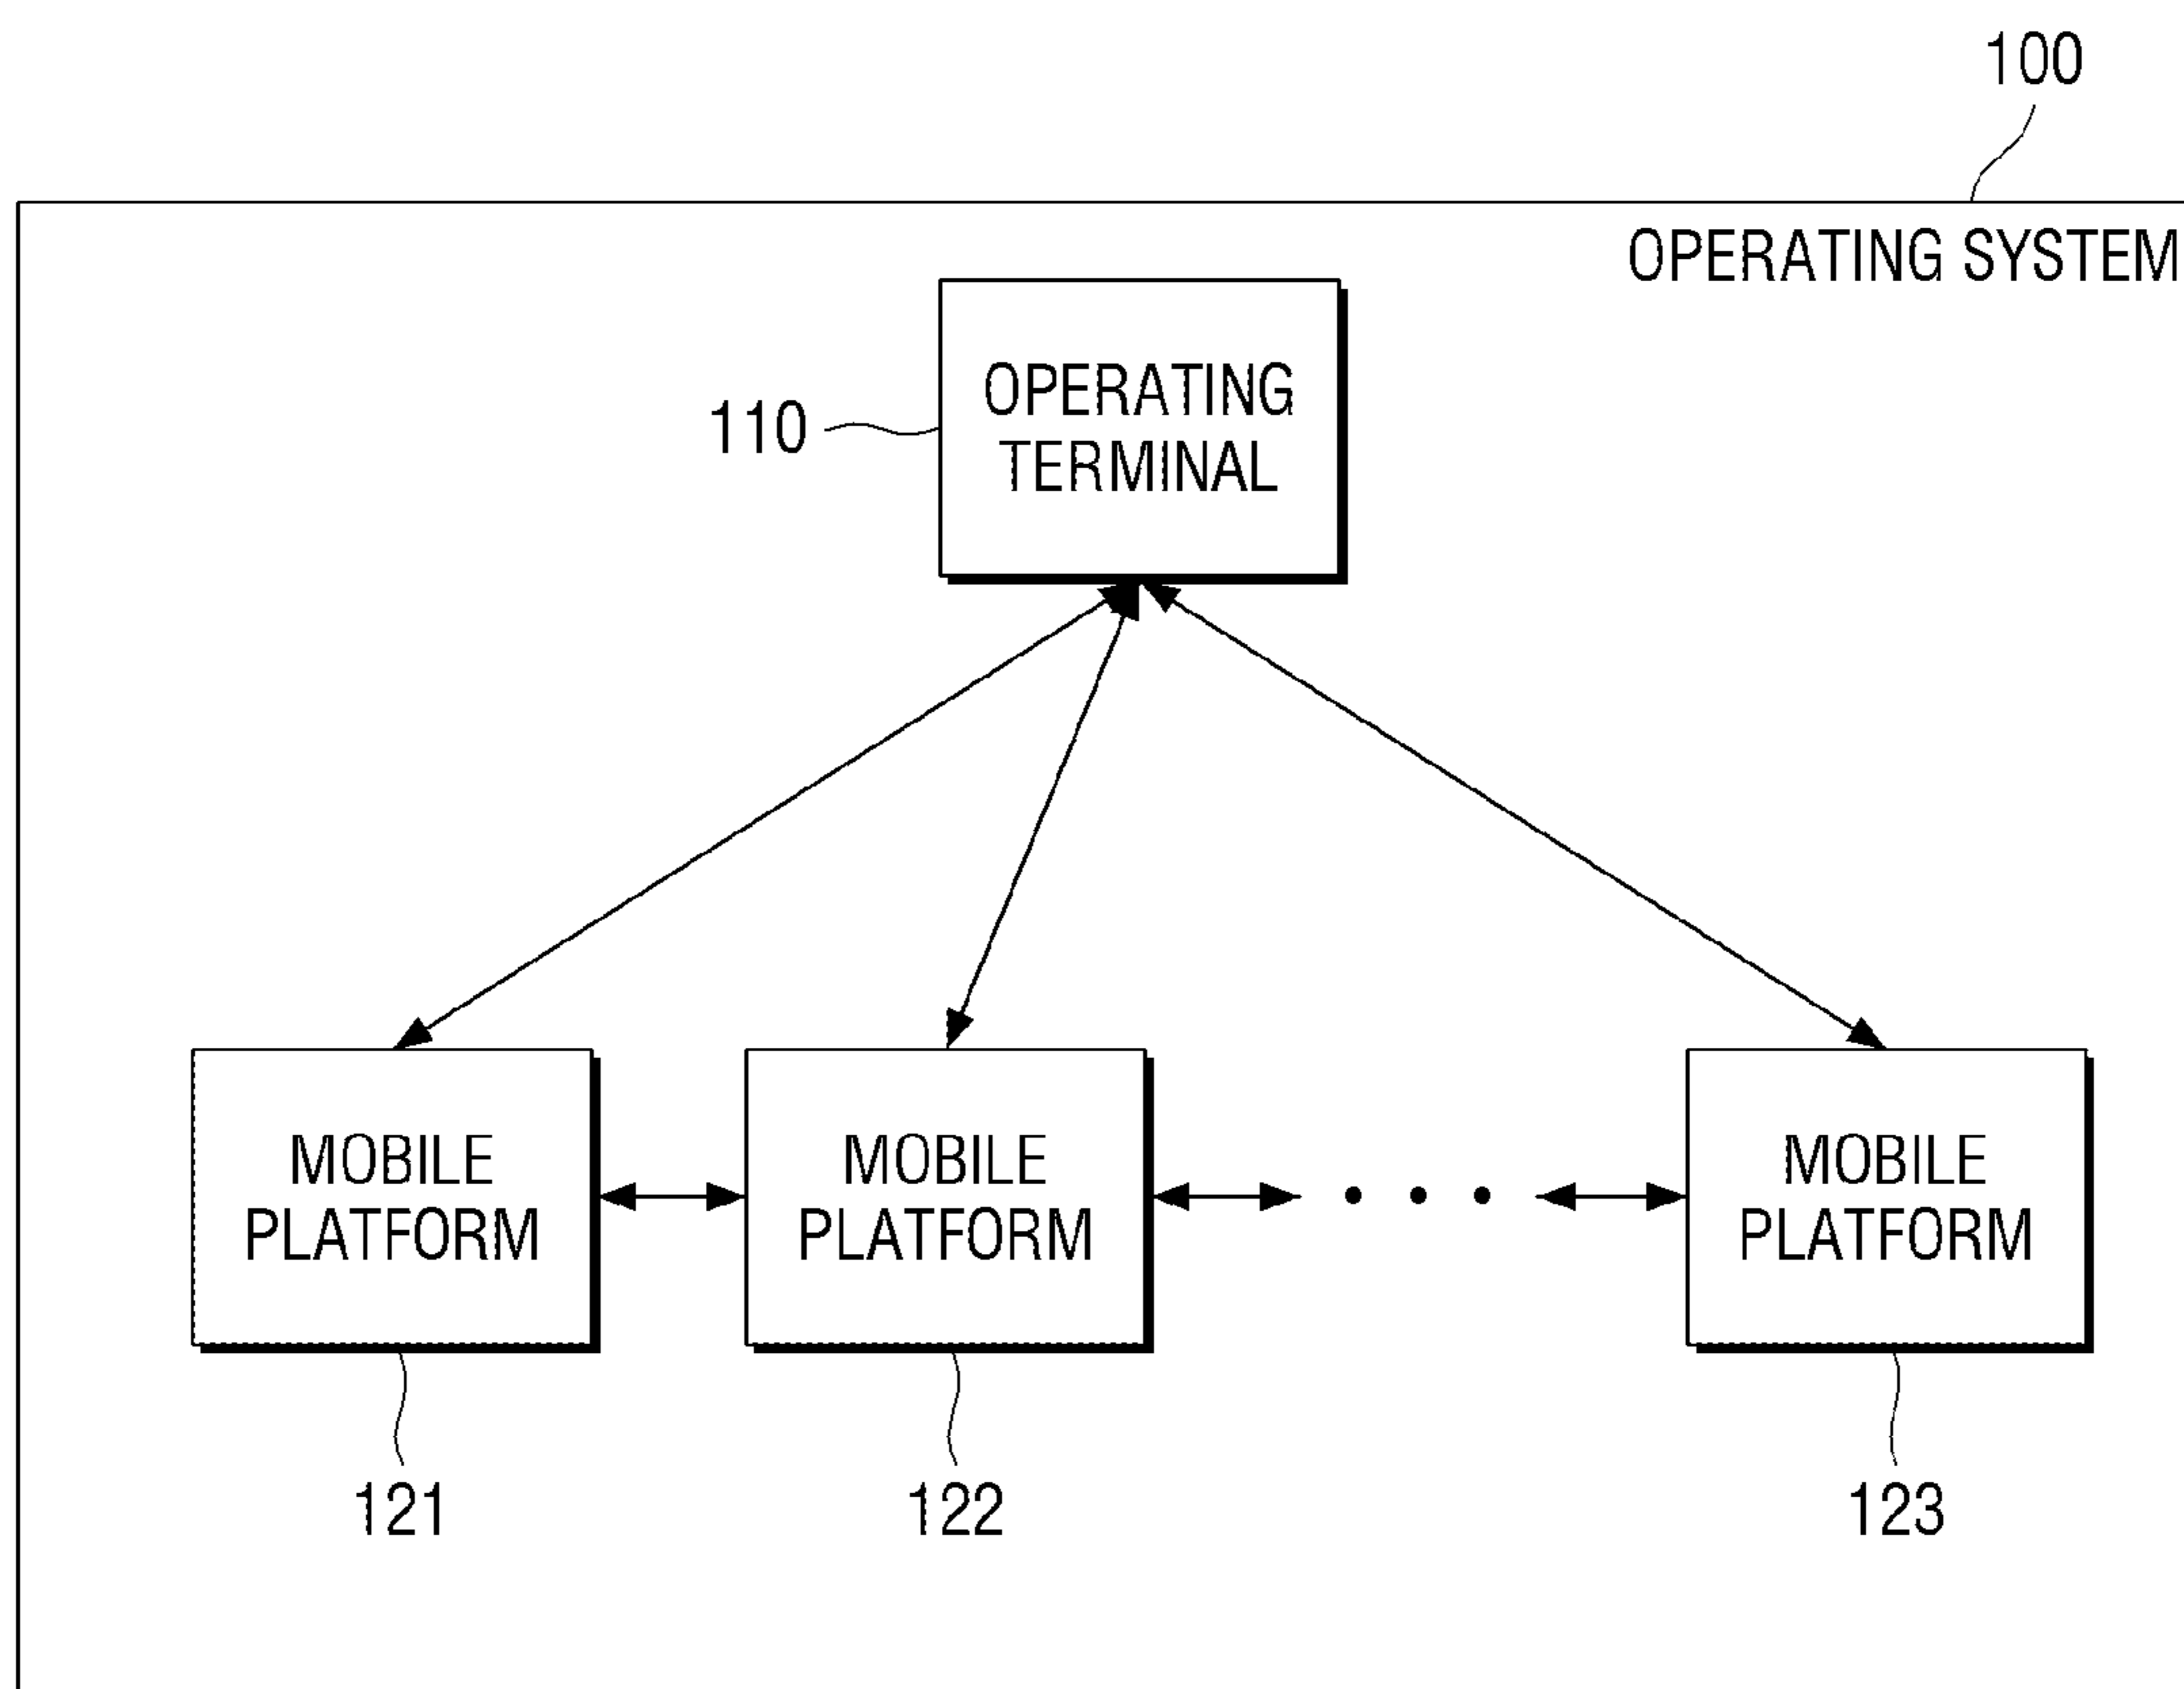 100
OPERATING SYSTEM
OPERATING
TERMINAL
110
MOBILE
PLATFORM
MOBILE
PLATFORM
MOBILE
PLATFORM
121
122
123